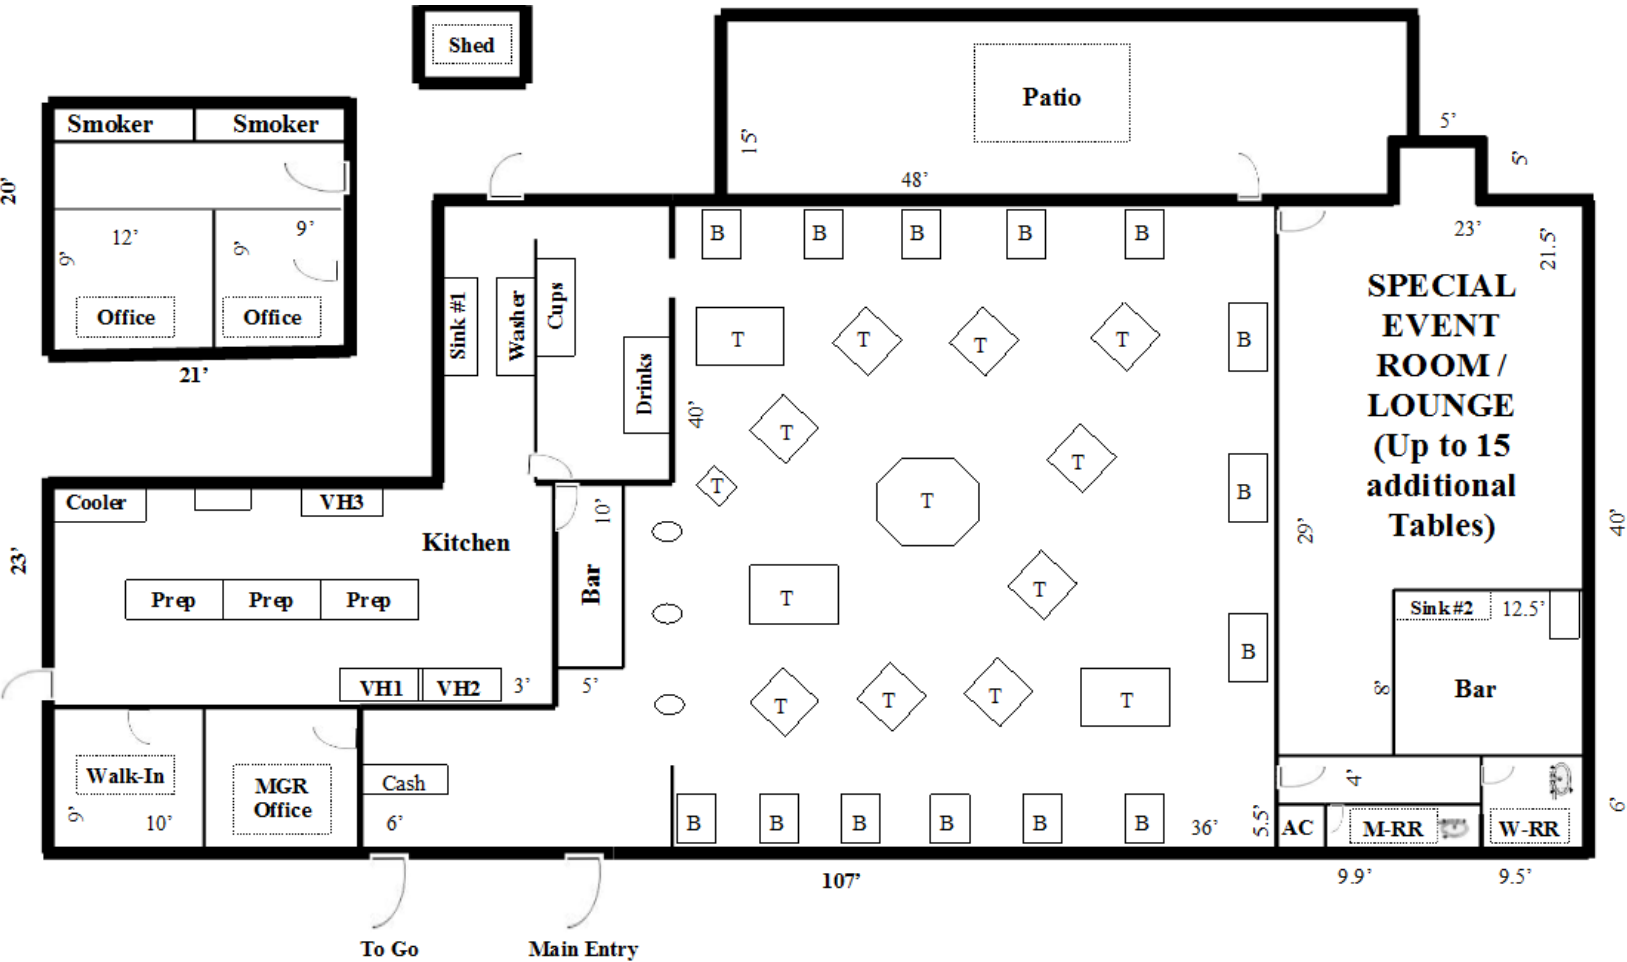 Shed
Patio
15'
48'
5'
5'
Smoker
Smoker
20'
12'
9'
9'
9'
Office
Office
21'
B
B
B
B
B
23'
21.5'
Sink #1
Washer
Cups
Drinks
40'
T
T
T
T
B
SPECIAL
EVENT
ROOM /
LOUNGE
(Up to 15
additional
Tables)
T
T
T
T
B
29'
40'
Cooler
VH3
Kitchen
10'
Bar
23'
Prep
Prep
Prep
T
T
B
Sink #2
12.5'
Bar
8'
VH1
VH2
3'
5'
T
T
T
T
Walk-In
9'
10'
MGR
Office
Cash
6'
B
B
B
B
B
B
36'
5.5'
4'
AC
M-RR
W-RR
6'
107'
9.9'
9.5'
To Go
Main Entry